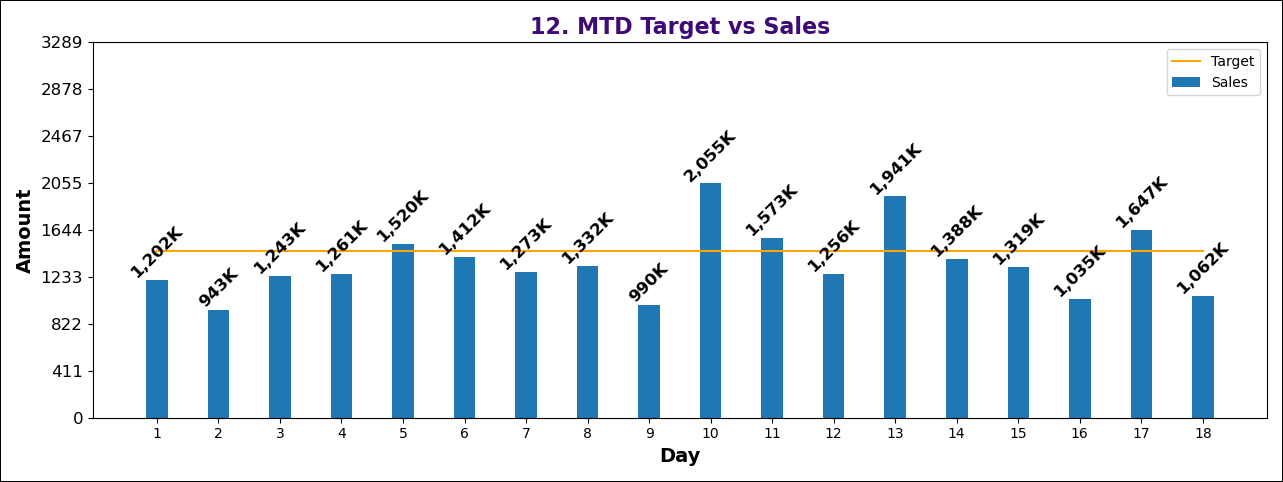 12. MTD Target vs Sales
3289
2878
2467
2055
1644
1233
822
411
0
Amount
Target
Sales
1,202K
943K
1,243K
1,261K
1,520K
1,412K
1,273K
1,332K
990K
2,055K
1,573K
1,256K
1,941K
1,388K
1,319K
1,035K
1,647K
1,062K
1 2 3 4 5 6 7 8 9 10 11 12 13 14 15 16 17 18
Day